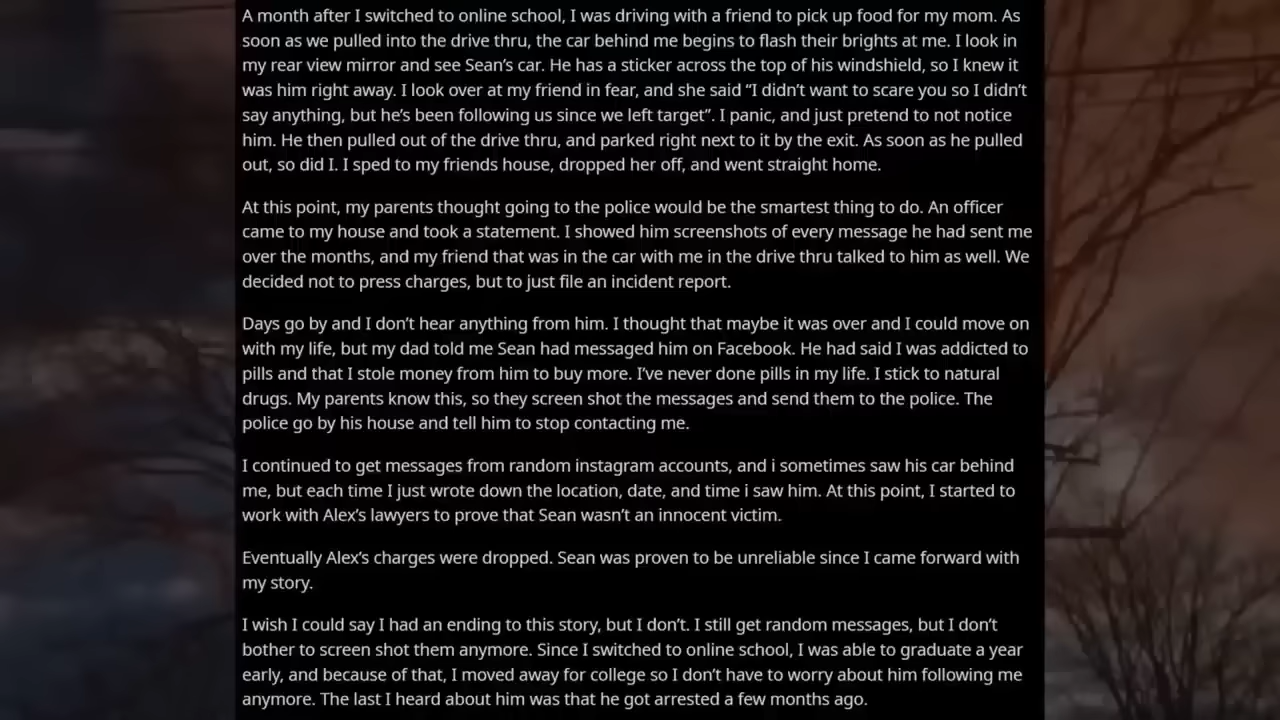 A month after I switched to online school, I was driving with a friend to pick up food for my mom. As
soon as we pulled into the drive thru, the car behind me begins to flash their brights at me. I look in
my rear view mirror and see Sean’s car. He has a sticker across the top of his windshield, so I knew it
was him right away. I look over at my friend in fear, and she said “I didn’t want to scare you so I didn’t
say anything, but he’s been following us since we left target”. I panic, and just pretend to not notice
him. He then pulled out of the drive thru, and parked right next to it by the exit. As soon as he pulled
out, so did I. I sped to my friends house, dropped her off, and went straight home.
At this point, my parents thought going to the police would be the smartest thing to do. An officer
came to my house and took a statement. I showed him screenshots of every message he had sent me
over the months, and my friend that was in the car with me in the drive thru talked to him as well. We
decided not to press charges, but to just file an incident report.
Days go by and I don’t hear anything from him. I thought that maybe it was over and I could move on
with my life, but my dad told me Sean had messaged him on Facebook. He had said I was addicted to
pills and that I stole money from him to buy more. I’ve never done pills in my life. I stick to natural
drugs. My parents know this, so they screen shot the messages and send them to the police. The
police go by his house and tell him to stop contacting me.
I continued to get messages from random instagram accounts, and i sometimes saw his car behind
me, but each time I just wrote down the location, date, and time i saw him. At this point, I started to
work with Alex’s lawyers to prove that Sean wasn’t an innocent victim.
Eventually Alex’s charges were dropped. Sean was proven to be unreliable since I came forward with
my story.
I wish I could say I had an ending to this story, but I don’t. I still get random messages, but I don’t
bother to screen shot them anymore. Since I switched to online school, I was able to graduate a year
early, and because of that, I moved away for college so I don’t have to worry about him following me
anymore. The last I heard about him was that he got arrested a few months ago.